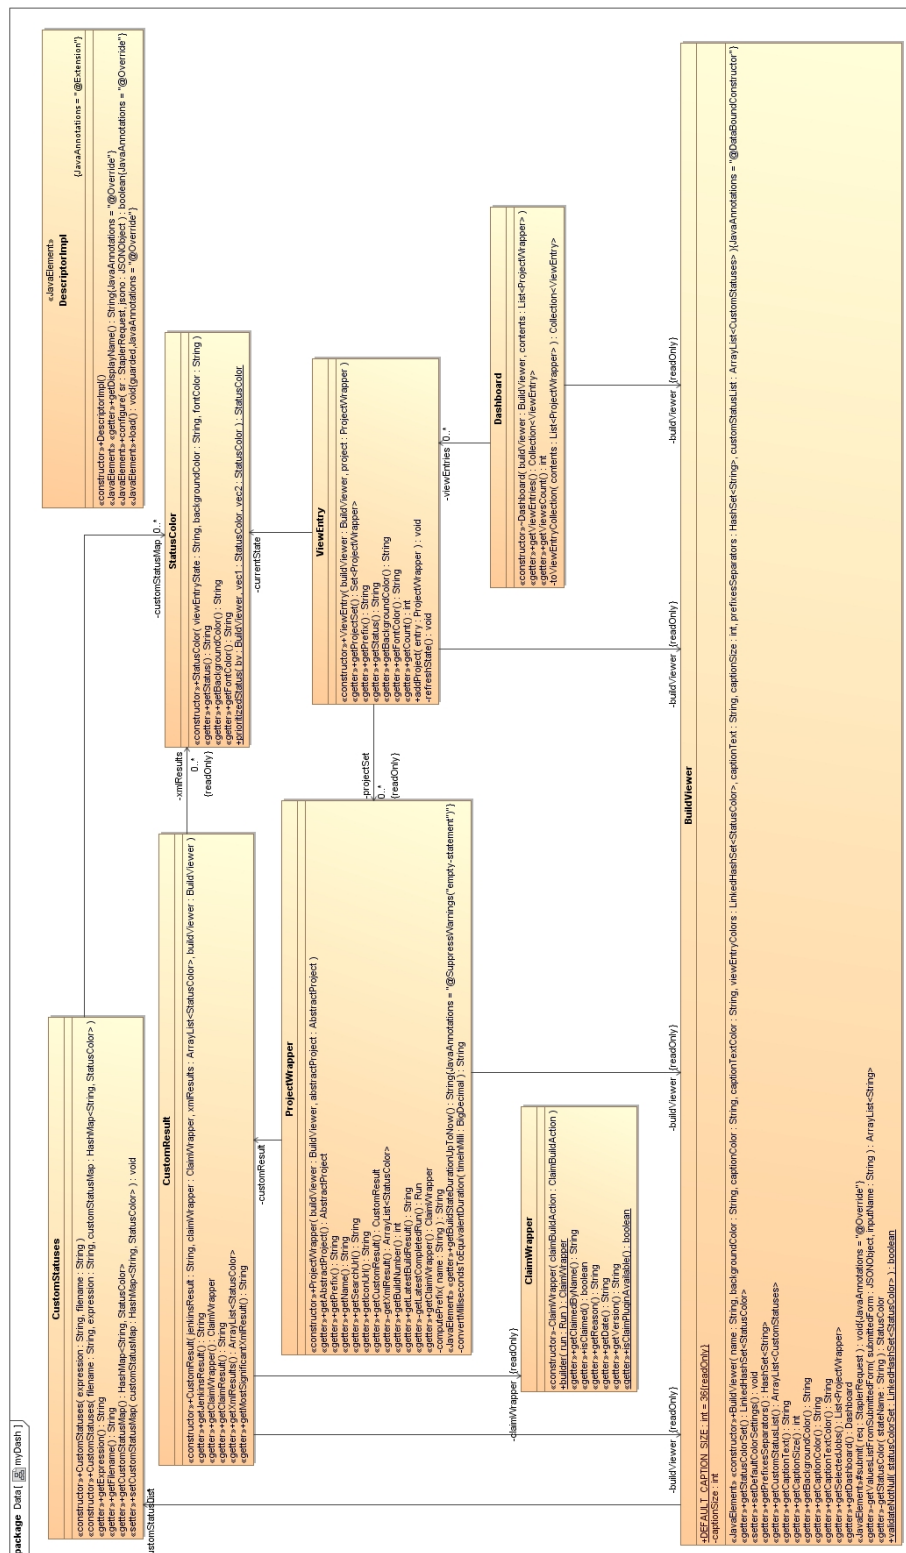 package Data[ myDash ]
CustomStatuses
«constructor»+CustomStatuses( expression : String, filename : String )
«constructor»+CustomStatuses( filename : String, expression : String, customStatusMap : HashMap<String, StatusColor> )
«getter»+getExpression() : String
«getter»+getFilename() : String
«getter»+getCustomStatusMap() : HashMap<String, StatusColor>
«setter»+setCustomStatusMap( customStatusMap : HashMap<String, StatusColor> ) : void
-customStatusMap 0..*
«JavaElement»
DescriptorImpl
{JavaAnnotations = "@Extension"}
«constructor»+DescriptorImpl()
«JavaElement» «getter»+getDisplayName() : String{JavaAnnotations = "@Override"}
«JavaElement»+configure( sr : StaplerRequest, jsono : JSONObject ) : boolean{JavaAnnotations = "@Override"}
«JavaElement»+load() : void{guarded,JavaAnnotations = "@Override"}
CustomResult
«constructor»+CustomResult( jenkinsResult : String, claimWrapper : ClaimWrapper, xmlResults : ArrayList<StatusColor>, buildViewer : BuildViewer )
«getter»+getJenkinsResult() : String
«getter»+getClaimWrapper() : ClaimWrapper
«getter»+getClaimResult() : String
«getter»+getXmlResults() : ArrayList<StatusColor>
«getter»+getMostSignificantXmlResult() : String
-xmlResults
0..*
{readOnly}
StatusColor
«constructor»+StatusColor( viewEntryState : String, backgroundColor : String, fontColor : String )
«getter»+getStatus() : String
«getter»+getBackgroundColor() : String
«getter»+getFontColor() : String
+prioritizedStatus( bv : BuildViewer, vec1 : StatusColor, vec2 : StatusColor ) : StatusColor
-customResult
-currentState
ProjectWrapper
«constructor»+ProjectWrapper( buildViewer : BuildViewer, abstractProject : AbstractProject )
«getter»+getAbstractProject() : AbstractProject
«getter»+getPrefix() : String
«getter»+getName() : String
«getter»+getSearchUrl() : String
«getter»+getIconUrl() : String
«getter»+getCustomResult() : CustomResult
«getter»+getXmlResult() : ArrayList<StatusColor>
«getter»+getBuildNumber() : int
«getter»+getLatestBuildResult() : String
«getter»-getLatestCompletedRun() : Run
«getter»+getClaimWrapper() : ClaimWrapper
-computePrefix( name : String ) : String
«JavaElement» «getter»+getBuildStateDurationUpToNow() : String{JavaAnnotations = "@SuppressWarnings("empty-statement")"}
-convertMillisecondsToEquivalentDuration( timeInMilli : BigDecimal ) : String
-projectSet
0..*
{readOnly}
ViewEntry
«constructor»+ViewEntry( buildViewer : BuildViewer, project : ProjectWrapper )
«getter»+getProjectSet() : Set<ProjectWrapper>
«getter»+getPrefix() : String
«getter»+getStatus() : String
«getter»+getBackgroundColor() : String
«getter»+getFontColor() : String
«getter»+getCount() : int
+addProject( entry : ProjectWrapper ) : void
-refreshState() : void
-viewEntries 0..*
Dashboard
«constructor»~Dashboard( buildViewer : BuildViewer, contents : List<ProjectWrapper> )
«getter»+getViewEntries() : Collection<ViewEntry>
«getter»+getViewsCount() : int
-toViewEntryCollection( contents : List<ProjectWrapper> ) : Collection<ViewEntry>
-claimWrapper {readOnly}
ClaimWrapper
«constructor»-ClaimWrapper( claimBuildAction : ClaimBuildAction )
+builder( run : Run ) : ClaimWrapper
«getter»+getClaimedByName() : String
«getter»+isClaimed() : boolean
«getter»+getReason() : String
«getter»+getDate() : String
«getter»+getVersion() : String
«getter»+isClaimPluginAvailable() : boolean
customStatusList
-buildViewer {readOnly}
-buildViewer {readOnly}
-buildViewer {readOnly}
-buildViewer {readOnly}
BuildViewer
+DEFAULT_CAPTION_SIZE : int = 36{readOnly}
-captionSize : int
«JavaElement» «constructor»+BuildViewer( name : String, backgroundColor : String, captionColor : String, captionTextColor : String, viewEntryColors : LinkedHashSet<StatusColor>, captionText : String, captionSize : int, prefixesSeparators : HashSet<String>, customStatusList : ArrayList<CustomStatuses> ){JavaAnnotations = "@DataBoundConstructor"}
«getter»+getStatusColorSet() : LinkedHashSet<StatusColor>
«setter»+setDefaultColorSettings() : void
«getter»+getPrefixesSeparators() : HashSet<String>
«getter»+getCustomStatusList() : ArrayList<CustomStatuses>
«getter»+getCaptionText() : String
«getter»+getCaptionSize() : int
«getter»+getBackgroundColor() : String
«getter»+getCaptionColor() : String
«getter»+getCaptionTextColor() : String
«getter»+getSelectedJobs() : List<ProjectWrapper>
«getter»+getDashboard() : Dashboard
«JavaElement»#submit( req : StaplerRequest ) : void{JavaAnnotations = "@Override"}
«getter»-getValuesListFromSubmittedForm( submittedForm : JSONObject, inputName : String ) : ArrayList<String>
«getter»-getStatusColor( stateName : String ) : StatusColor
+validateNotNull( statusColorSet : LinkedHashSet<StatusColor> ) : boolean